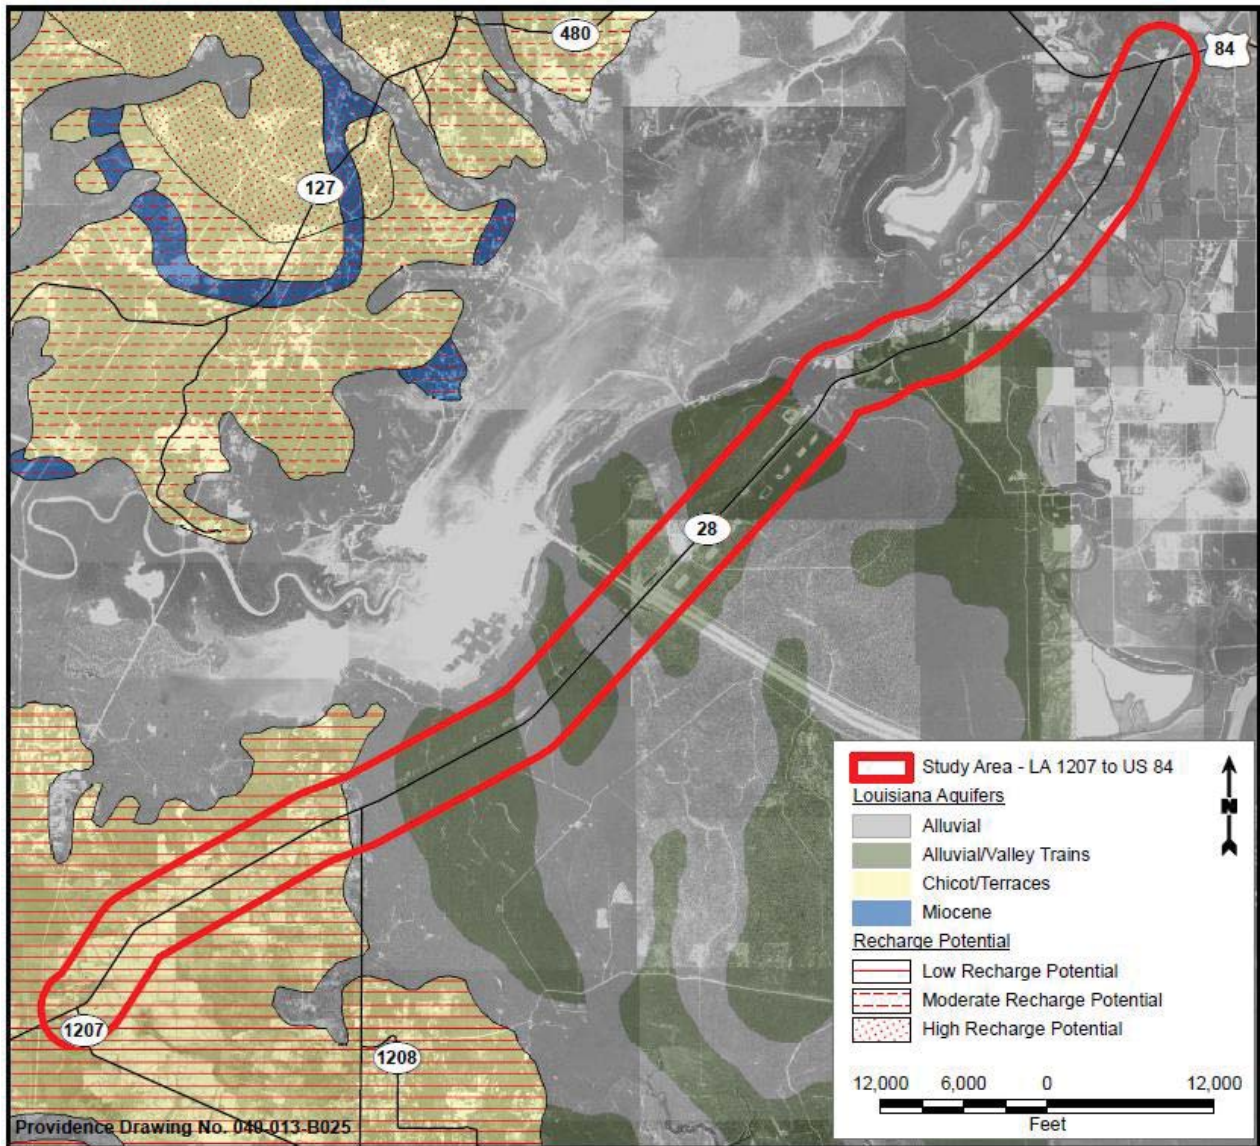 480
84
127
28
1207
1208
Study Area - LA 1207 to US 84
Louisiana Aquifers
Alluvial
Alluvial/Valley Trains
Chicot/Terraces
Miocene
Recharge Potential
Low Recharge Potential
Moderate Recharge Potential
High Recharge Potential
N
12,000 6,000 0 12,000
Feet
Providence Drawing No. 040-013-B025